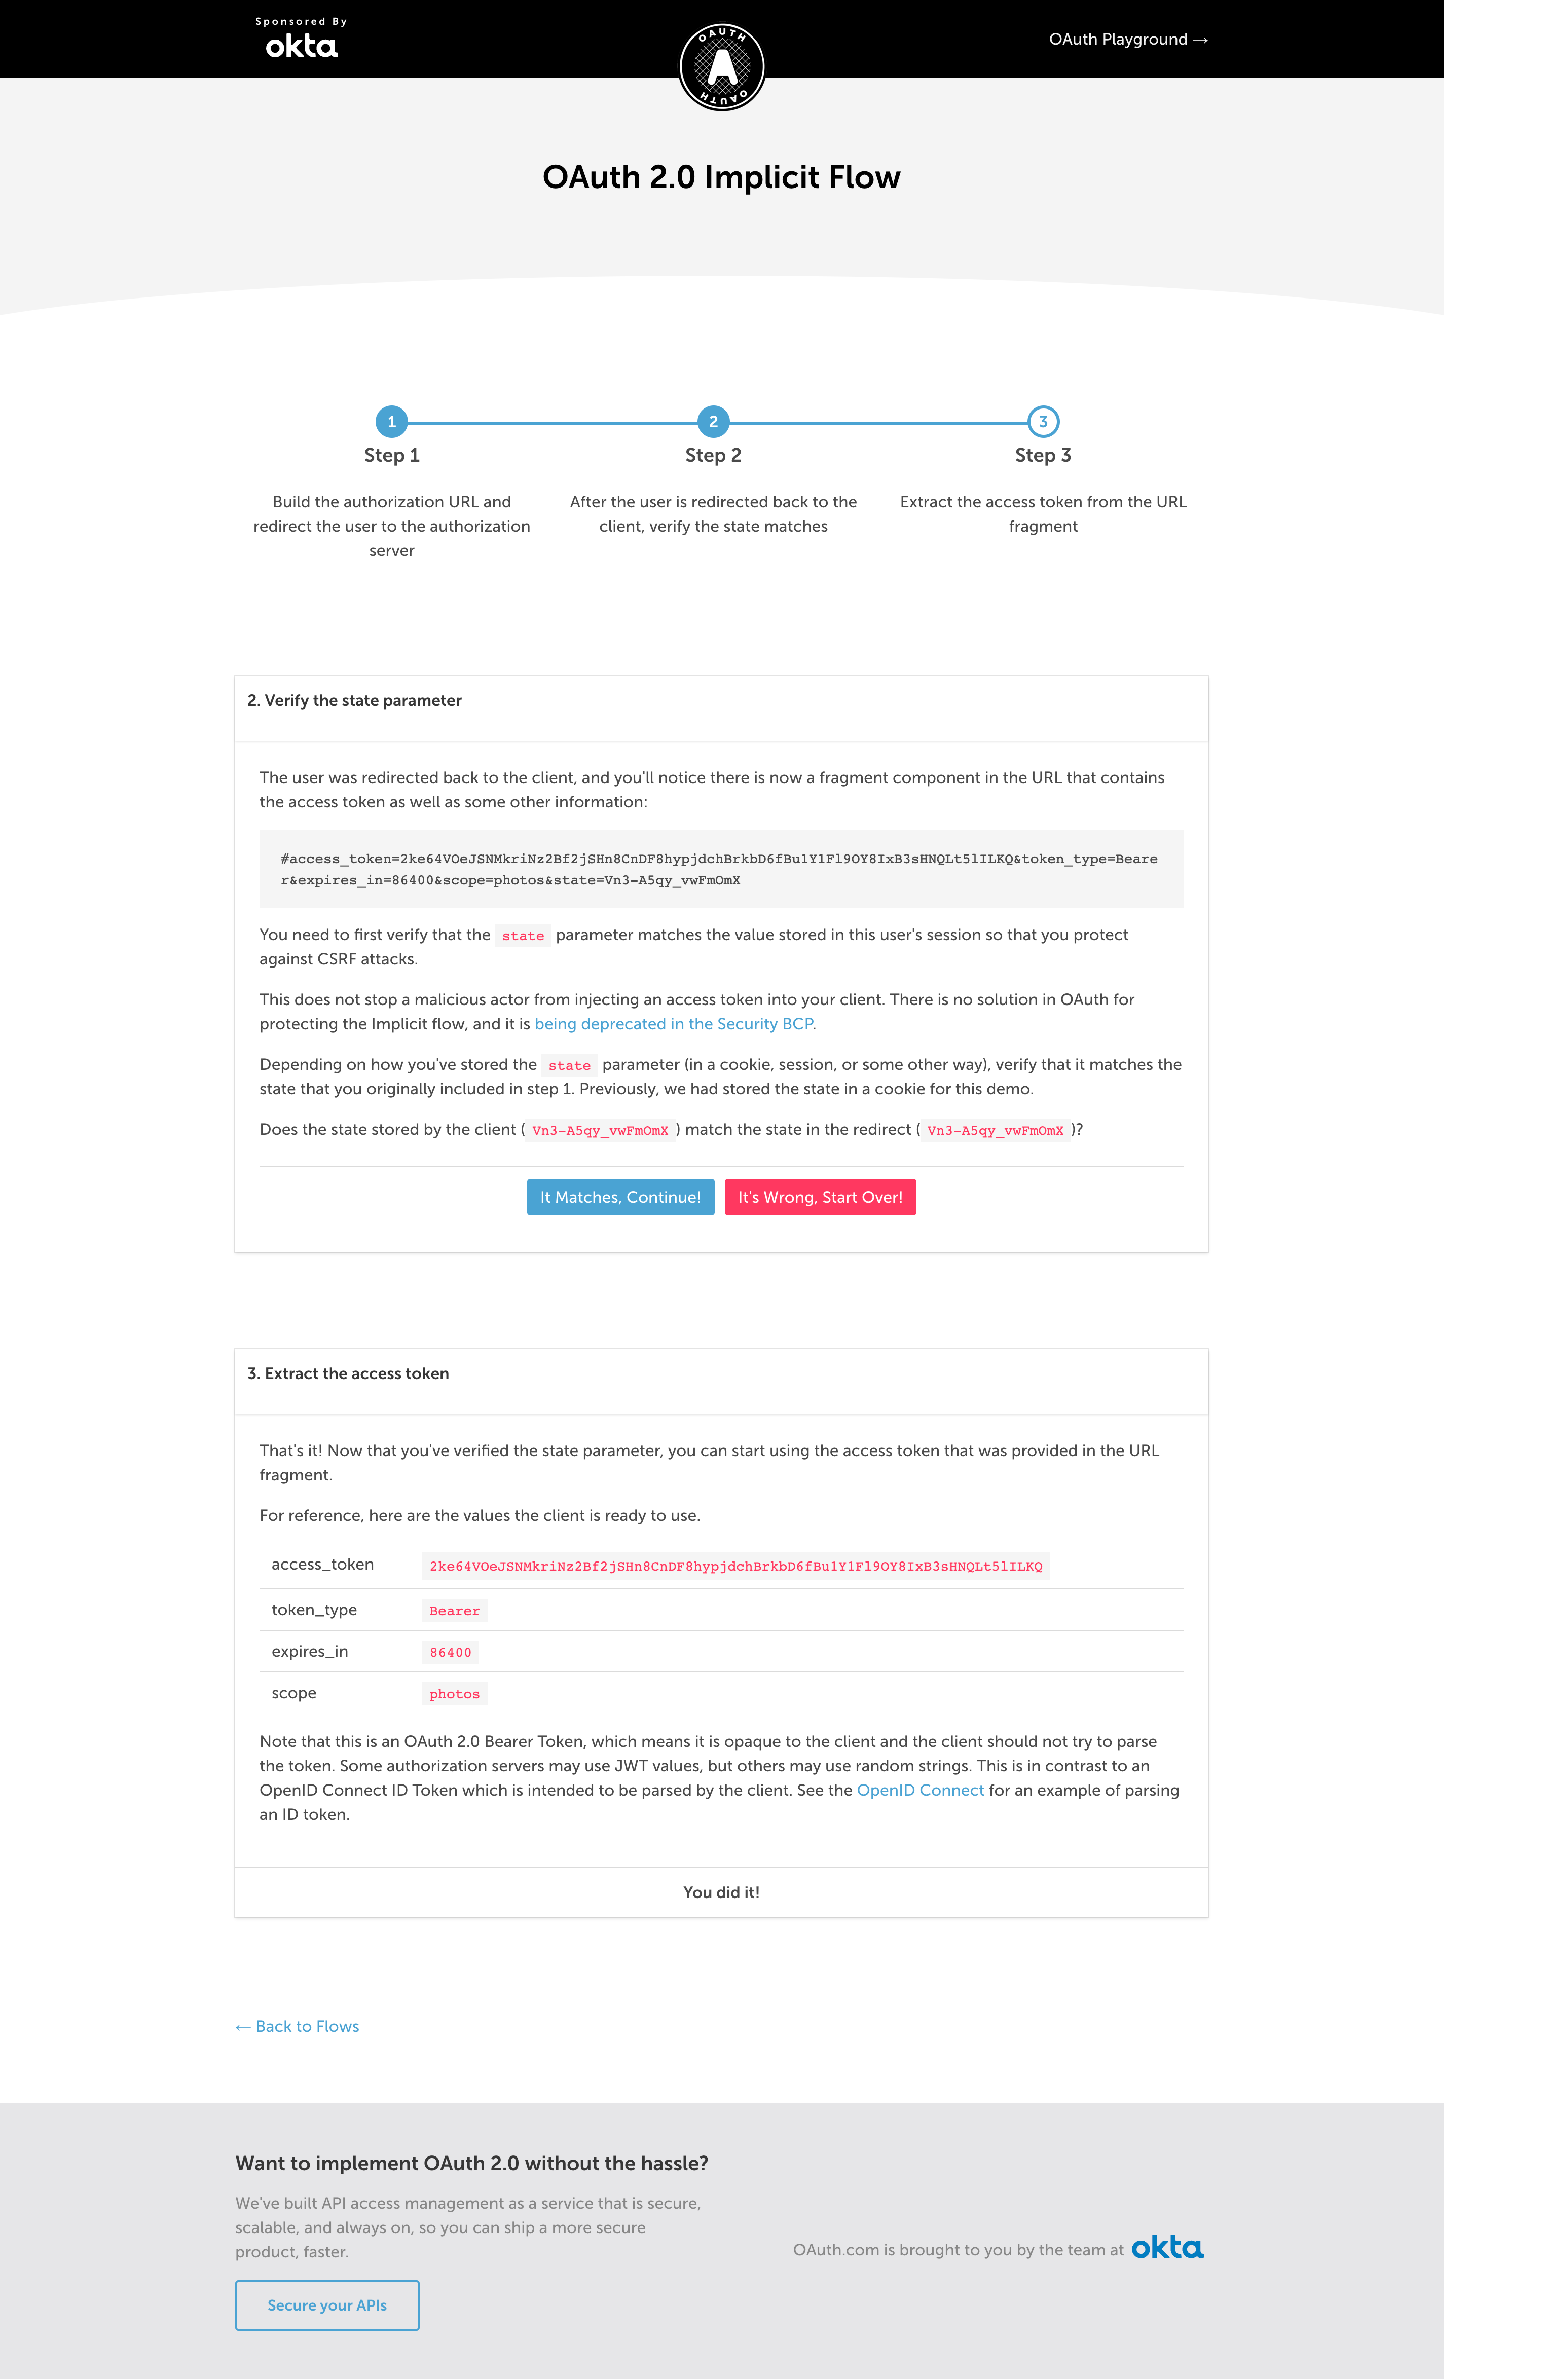 Sponsored By
okta
OAUTH
A
OAUTH
OAuth Playground →
OAuth 2.0 Implicit Flow
1
2
3
Step 1
Step 2
Step 3
Build the authorization URL and
redirect the user to the authorization
server
After the user is redirected back to the
client, verify the state matches
Extract the access token from the URL
fragment
2. Verify the state parameter
The user was redirected back to the client, and you'll notice there is now a fragment component in the URL that contains
the access token as well as some other information:
#access_token=2ke64VOeJSNMkriNz2Bf2jSHn8CnDF8hypjdchBrkbD6fBu1Y1Fl9OY8IxB3sHNQLt5lILKQ&token_type=Beare
r&expires_in=86400&scope=photos&state=Vn3-A5qy_vwFmOmX
You need to first verify that the state parameter matches the value stored in this user's session so that you protect
against CSRF attacks.
This does not stop a malicious actor from injecting an access token into your client. There is no solution in OAuth for
protecting the Implicit flow, and it is being deprecated in the Security BCP.
Depending on how you've stored the state parameter (in a cookie, session, or some other way), verify that it matches the
state that you originally included in step 1. Previously, we had stored the state in a cookie for this demo.
Does the state stored by the client ( Vn3-A5qy_vwFmOmX ) match the state in the redirect ( Vn3-A5qy_vwFmOmX )?
It Matches, Continue!
It's Wrong, Start Over!
3. Extract the access token
That's it! Now that you've verified the state parameter, you can start using the access token that was provided in the URL
fragment.
For reference, here are the values the client is ready to use.
access_token 2ke64VOeJSNMkriNz2Bf2jSHn8CnDF8hypjdchBrkbD6fBu1Y1Fl9OY8IxB3sHNQLt5lILKQ
token_type Bearer
expires_in 86400
scope photos
Note that this is an OAuth 2.0 Bearer Token, which means it is opaque to the client and the client should not try to parse
the token. Some authorization servers may use JWT values, but others may use random strings. This is in contrast to an
OpenID Connect ID Token which is intended to be parsed by the client. See the OpenID Connect for an example of parsing
an ID token.
You did it!
← Back to Flows
Want to implement OAuth 2.0 without the hassle?
We've built API access management as a service that is secure,
scalable, and always on, so you can ship a more secure
product, faster.
Secure your APIs
OAuth.com is brought to you by the team at okta